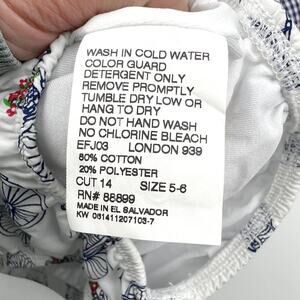 WASH IN COLD WATER
COLOR GUARD
DETERGENT ONLY
REMOVE PROMPTLY
TUMBLE DRY LOW OR
HANG TO DRY
DO NOT HAND WASH
NO CHLORINE BLEACH
EFJ03 LONDON 939
80% COTTON
20% POLYESTER
CUT 14 SIZE 5-6
RN# 86899
MADE IN EL SALVADOR
KW 061411207103-7